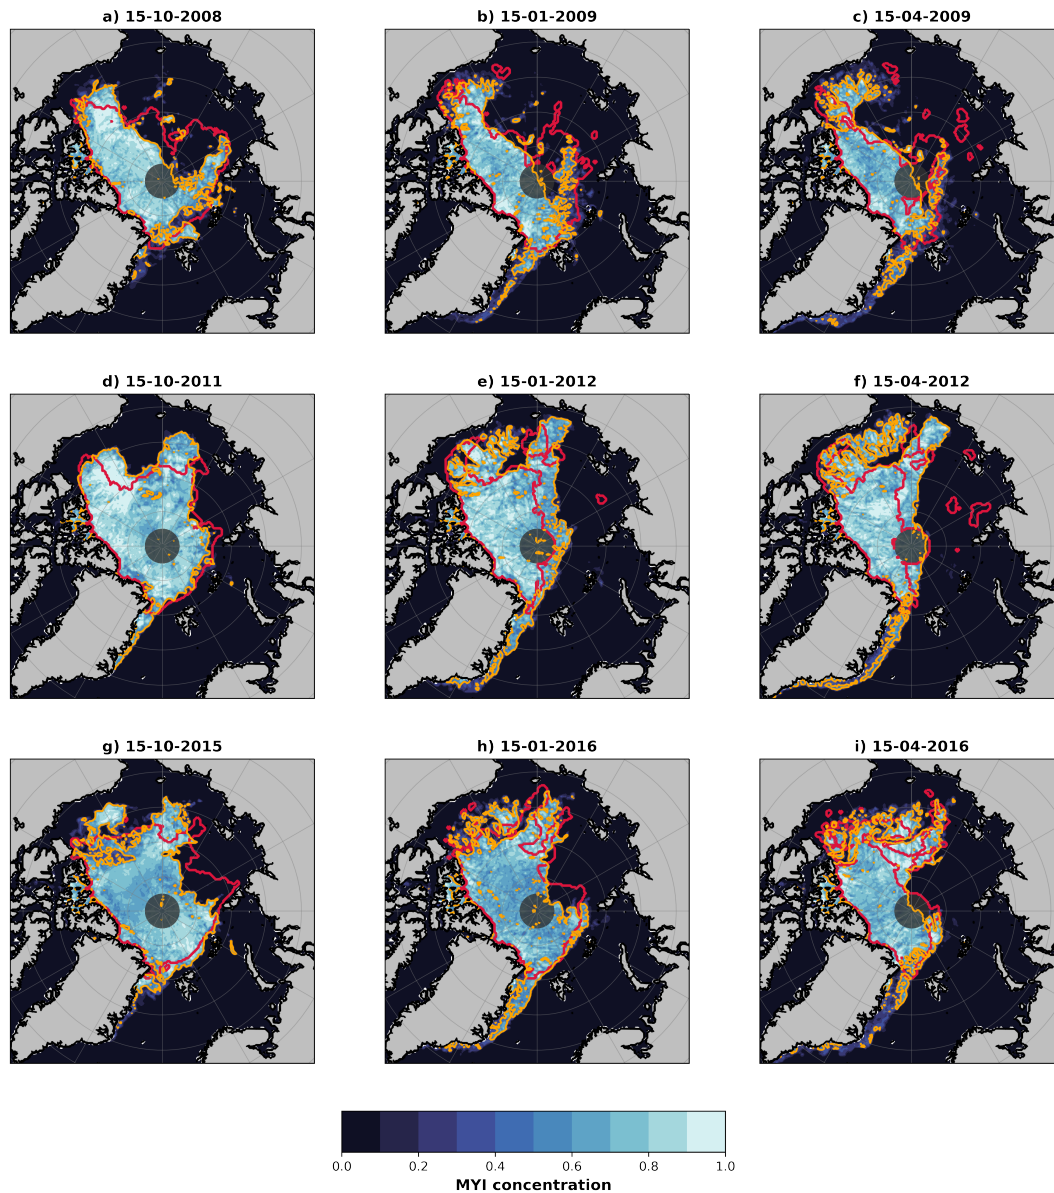 a) 15-10-2008
b) 15-01-2009
c) 15-04-2009
d) 15-10-2011
e) 15-01-2012
f) 15-04-2012
g) 15-10-2015
h) 15-01-2016
i) 15-04-2016
0.0 0.2 0.4 0.6 0.8 1.0
MYI concentration